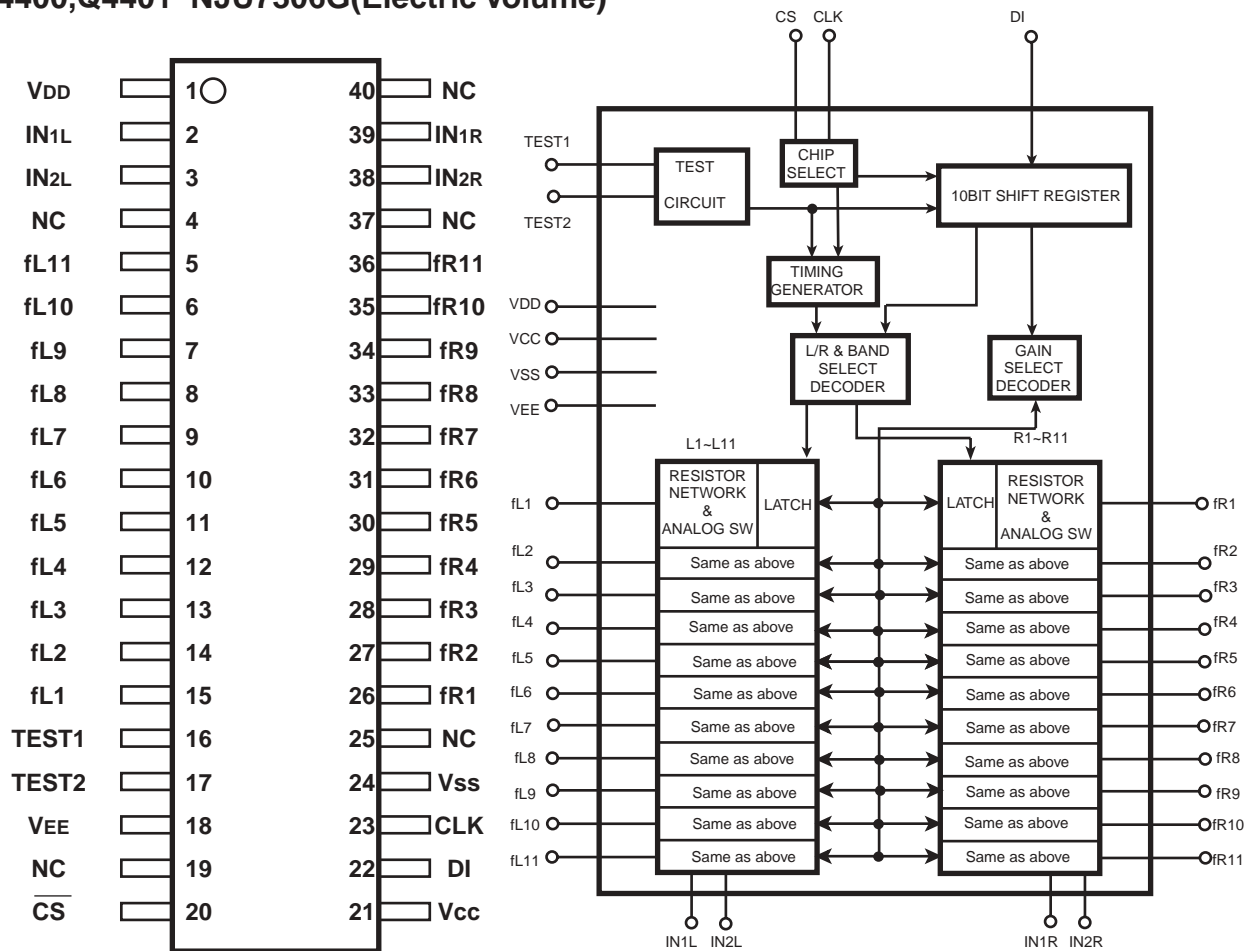 NJU7306G(Electric Volume)
VDD 1 40 NC
IN1L 2 39 IN1R
IN2L 3 38 IN2R
NC 4 37 NC
fL11 5 36 fR11
fL10 6 35 fR10
fL9 7 34 fR9
fL8 8 33 fR8
fL7 9 32 fR7
fL6 10 31 fR6
fL5 11 30 fR5
fL4 12 29 fR4
fL3 13 28 fR3
fL2 14 27 fR2
fL1 15 26 fR1
TEST1 16 25 NC
TEST2 17 24 Vss
VEE 18 23 CLK
NC 19 22 DI
CS 20 21 Vcc
CS CLK DI
TEST1
TEST2
TEST
CIRCUIT
CHIP
SELECT
10BIT SHIFT REGISTER
TIMING
GENERATOR
VDD
VCC
VSS
VEE
L/R & BAND
SELECT
DECODER
GAIN
SELECT
DECODER
L1~L11
R1~R11
RESISTOR
NETWORK
&
ANALOG SW
LATCH
LATCH
RESISTOR
NETWORK
&
ANALOG SW
fL1 fR1
fL2 Same as above Same as above fR2
fL3 Same as above Same as above fR3
fL4 Same as above Same as above fR4
fL5 Same as above Same as above fR5
fL6 Same as above Same as above fR6
fL7 Same as above Same as above fR7
fL8 Same as above Same as above fR8
fL9 Same as above Same as above fR9
fL10 Same as above Same as above fR10
fL11 Same as above Same as above fR11
IN1L IN2L IN1R IN2R